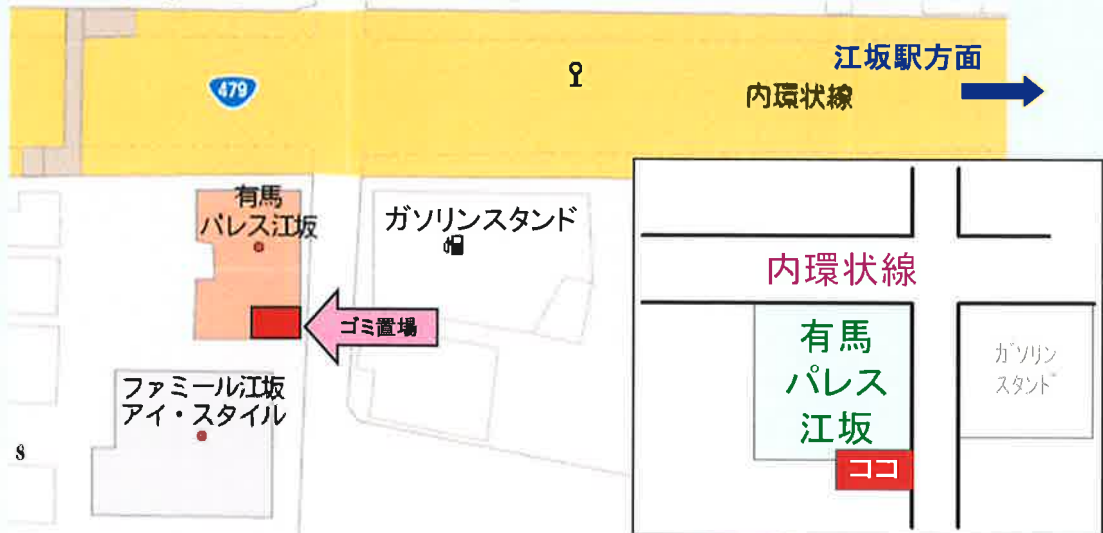 江坂駅方面
479
内環状線
有馬
パレス江坂
ガソリンスタンド
ゴミ置場
ファミール江坂
アイ・スタイル
8
内環状線
有馬
パレス
江坂
ガソリン
スタンド
ココ